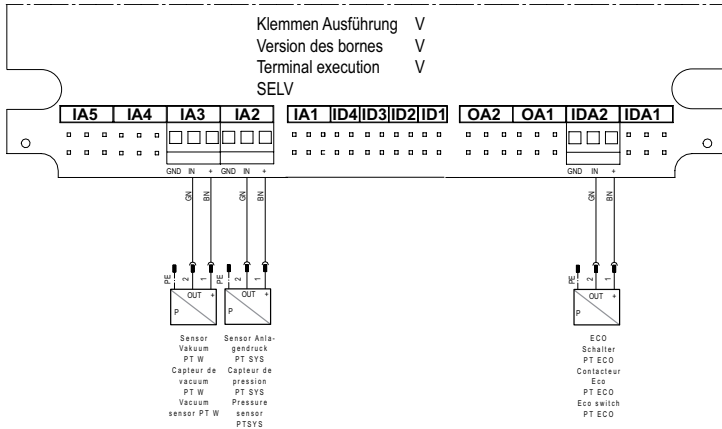 Klemmen Ausführung V
Version des bornes V
Terminal execution V
SELV
IA5 IA4 IA3 IA2 IA1 ID4 ID3 ID2 ID1 OA2 OA1 IDA2 IDA1
GND IN + GND IN + GND IN +
GN BN GN BN GN BN
PE 2 1 PE 2 1 PE 2 1
OUT + OUT + OUT +
P P P
Sensor
Vakuum
PT W
Capteur de
vacuum
PT W
Vacuum
sensor PT W
Sensor Anla-
gendruck
PT SYS
Capteur de
pression
PT SYS
Pressure
sensor
PTSYS
ECO
Schalter
PT ECO
Contacteur
Eco
PT ECO
Eco switch
PT ECO